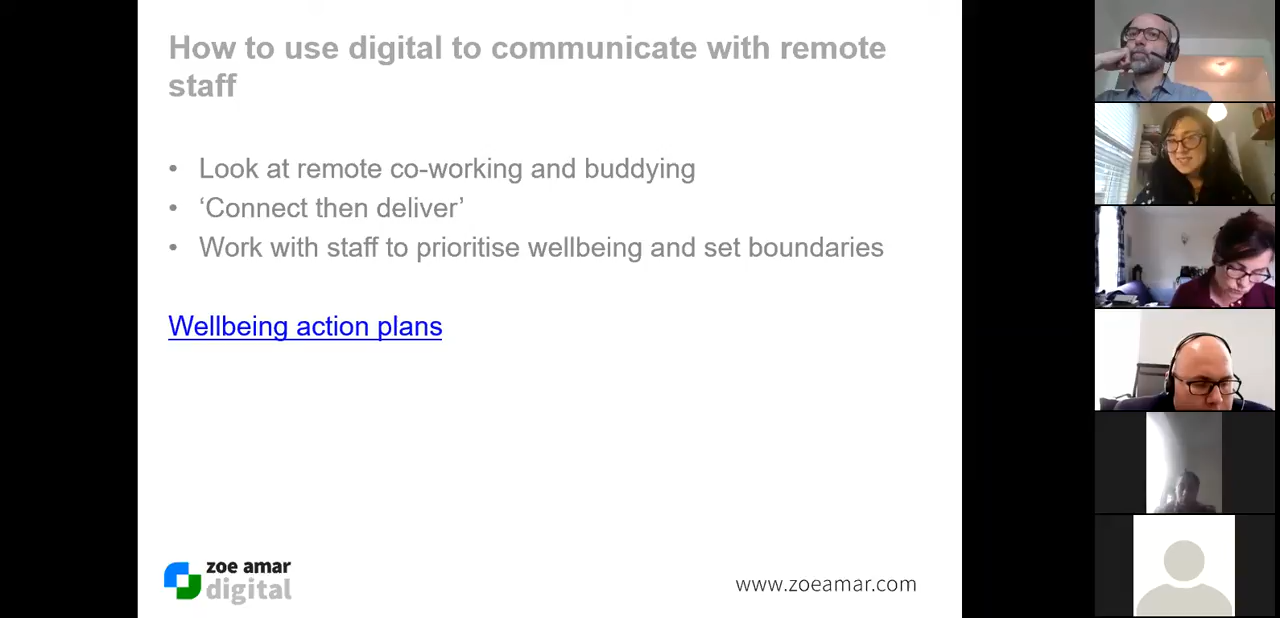 How to use digital to communicate with remote
staff
• Look at remote co-working and buddying
• ‘Connect then deliver’
• Work with staff to prioritise wellbeing and set boundaries
Wellbeing action plans
zoe amar
digital
www.zoeamar.com